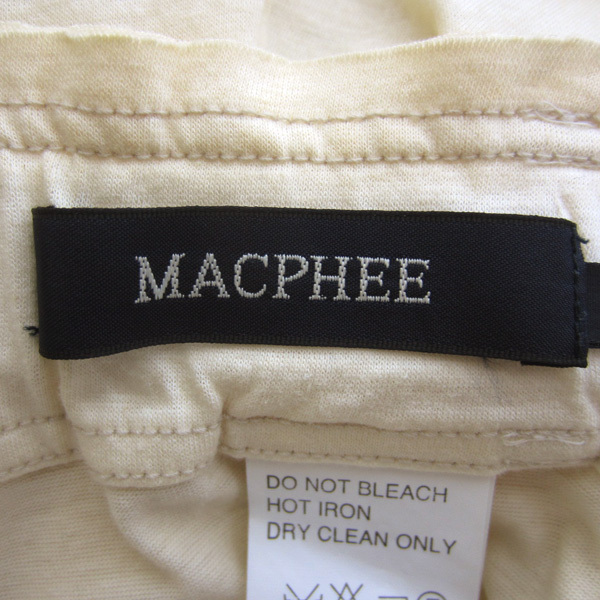 MACPHEE
DO NOT BLEACH
HOT IRON
DRY CLEAN ONLY